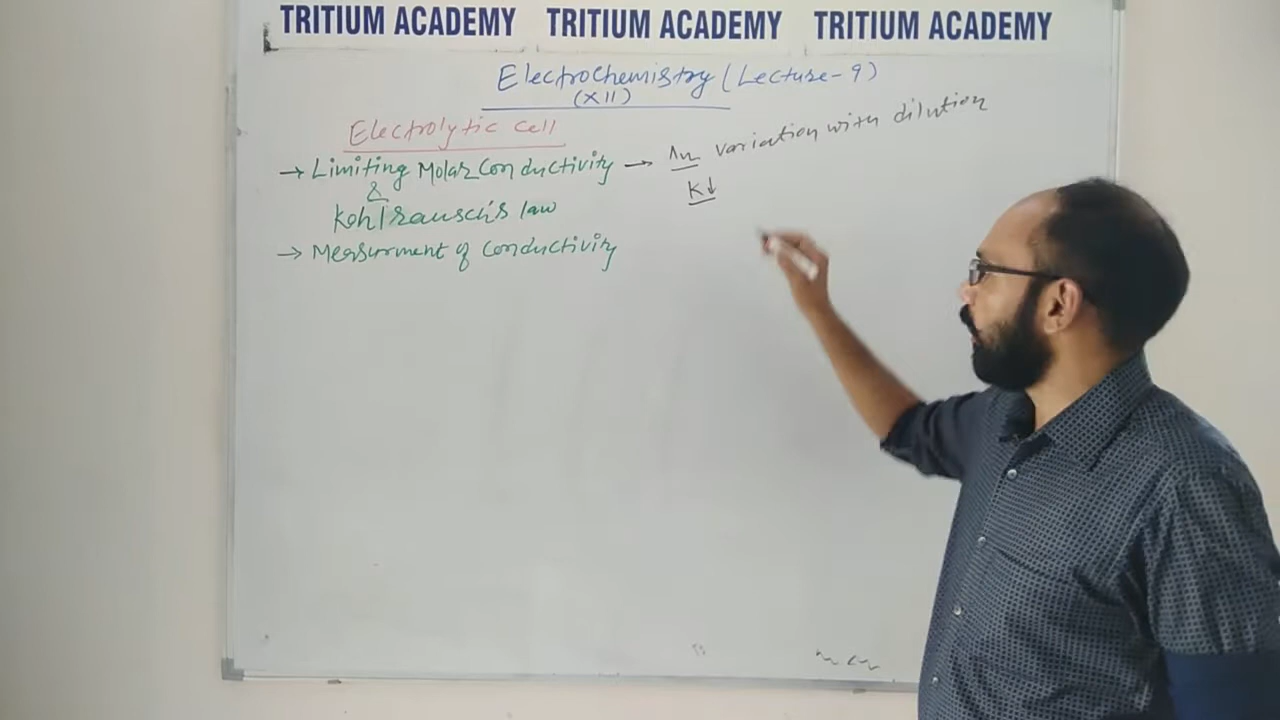 TRITIUM ACADEMY TRITIUM ACADEMY TRITIUM ACADEMY
Electrochemistry (Lecture-9)
(XII)
Electrolytic Cell
→ Limiting Molar Conductivity → Λm variation with dilution
&
Kohlrausch's law
K↓
→ Measurment of Conductivity